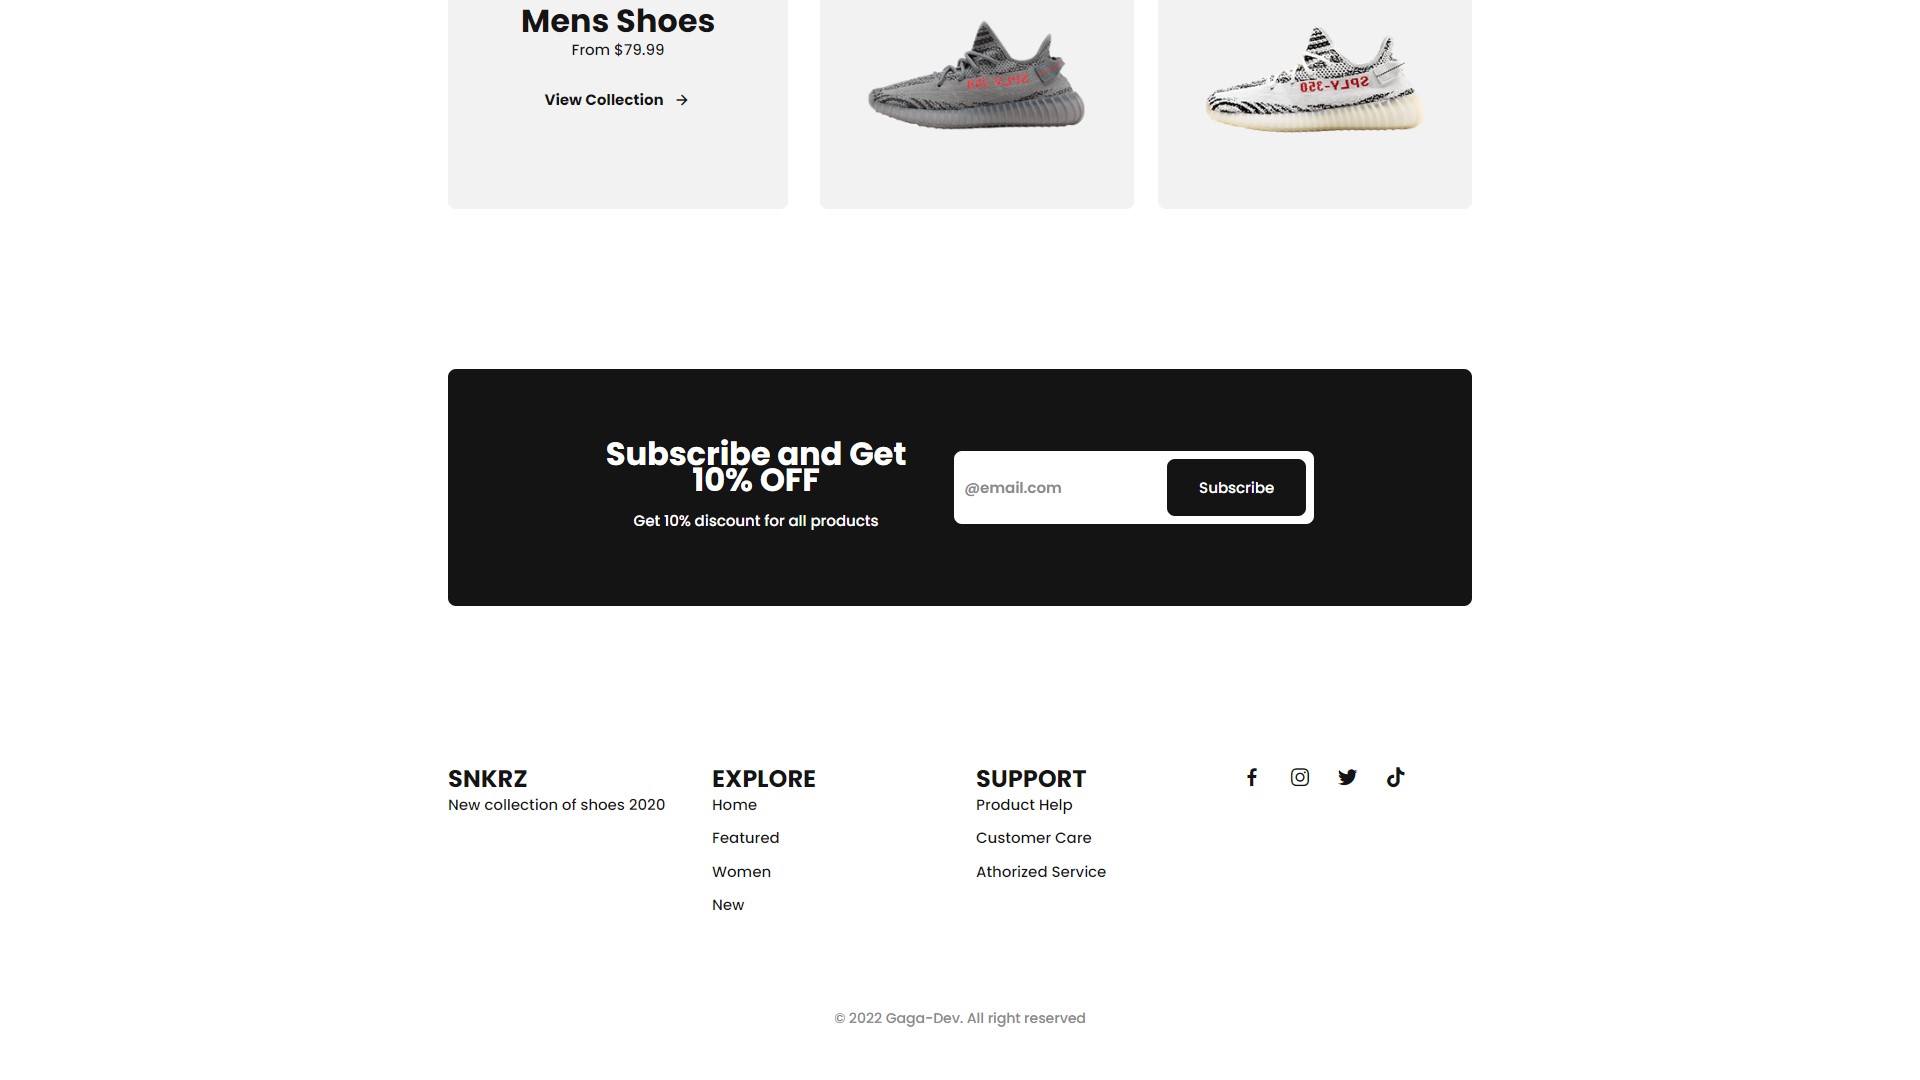 Mens Shoes
From $79.99
View Collection
SPLY-350
SPLY-350
Subscribe and Get
10% OFF
Get 10% discount for all products
@email.com
Subscribe
SNKRZ
New collection of shoes 2020
EXPLORE
Home
Featured
Women
New
SUPPORT
Product Help
Customer Care
Athorized Service
© 2022 Gaga-Dev. All right reserved